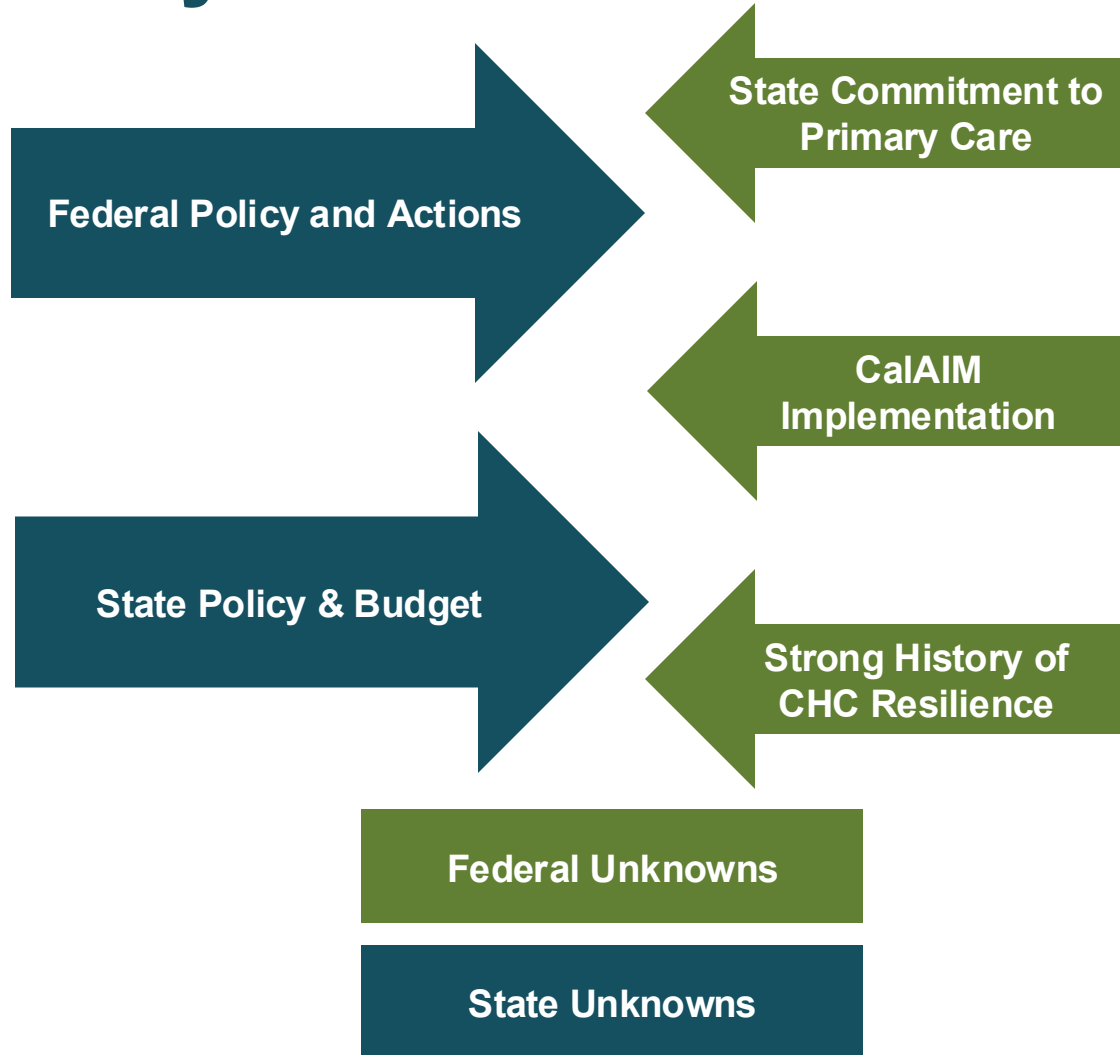 Federal Policy and Actions
State Commitment to
Primary Care
CalAIM
Implementation
State Policy & Budget
Strong History of
CHC Resilience
Federal Unknowns
State Unknowns